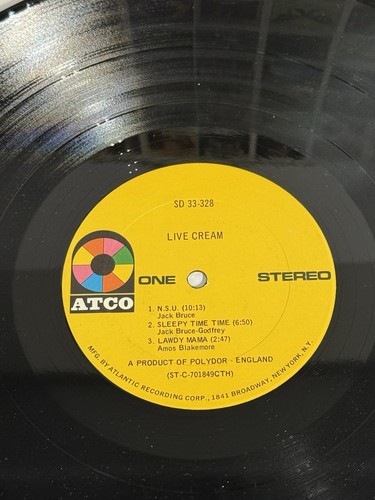 SD 33-328
LIVE CREAM
ATCO
ONE
STEREO
1. N.S.U. (10:13)
Jack Bruce
2. SLEEPY TIME TIME (6:50)
Jack Bruce-Godfrey
3. LAWDY MAMA (2:47)
Amos Blakemore
A PRODUCT OF POLYDOR - ENGLAND
(ST-C-701849CTH)
MFG. BY ATLANTIC RECORDING CORP., 1841 BROADWAY, NEW YORK, N.Y.